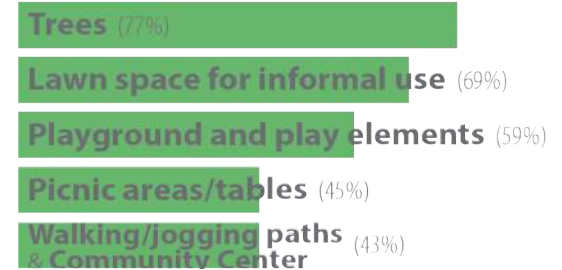 Trees (77%)
Lawn space for informal use (69%)
Playground and play elements (59%)
Picnic areas/tables (45%)
Walking/jogging paths (43%)
& Community Center